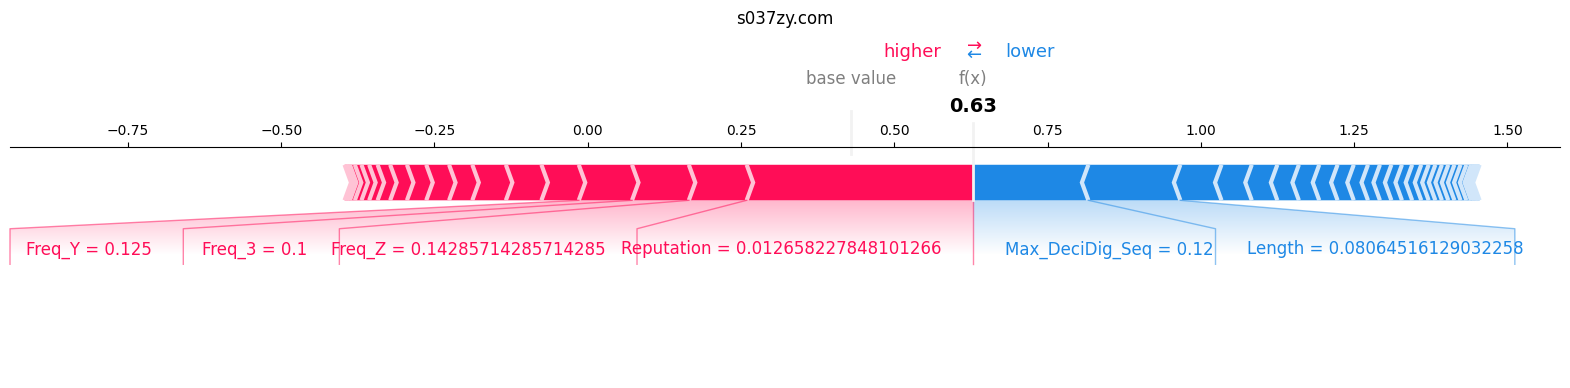 s037zy.com
higher → ← lower
base value f(x)
0.63
−0.75 −0.50 −0.25 0.00 0.25 0.50 0.75 1.00 1.25 1.50
Freq_Y = 0.125 Freq_3 = 0.1 Freq_Z = 0.14285714285714285 Reputation = 0.012658227848101266 Max_DeciDig_Seq = 0.12 Length = 0.08064516129032258